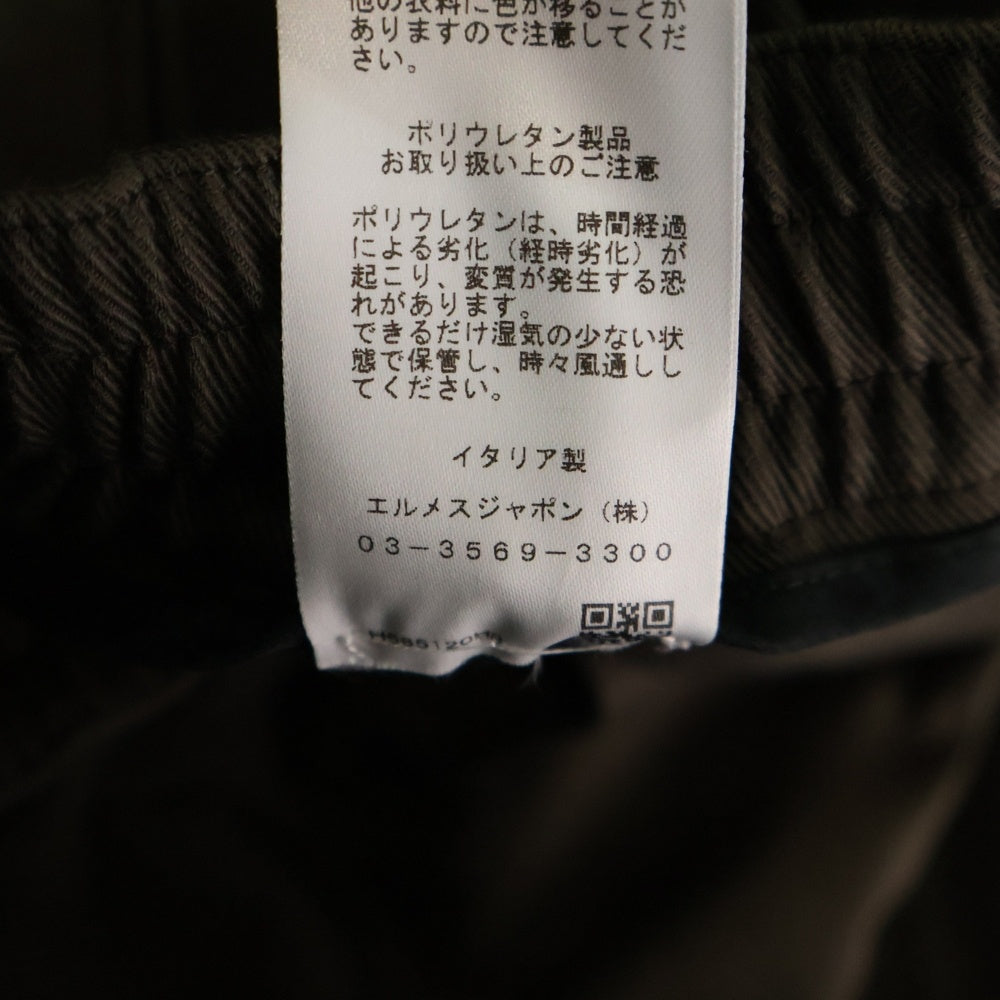 他の衣料に色が移ることが
ありますので注意してくだ
さい。
ポリウレタン製品
お取り扱い上のご注意
ポリウレタンは、時間経過
による劣化（経時劣化）が
起こり、変質が発生する恐
れがあります。
できるだけ湿気の少ない状
態で保管し、時々風通しし
てください。
イタリア製
エルメスジャポン（株）
０３－３５６９－３３００